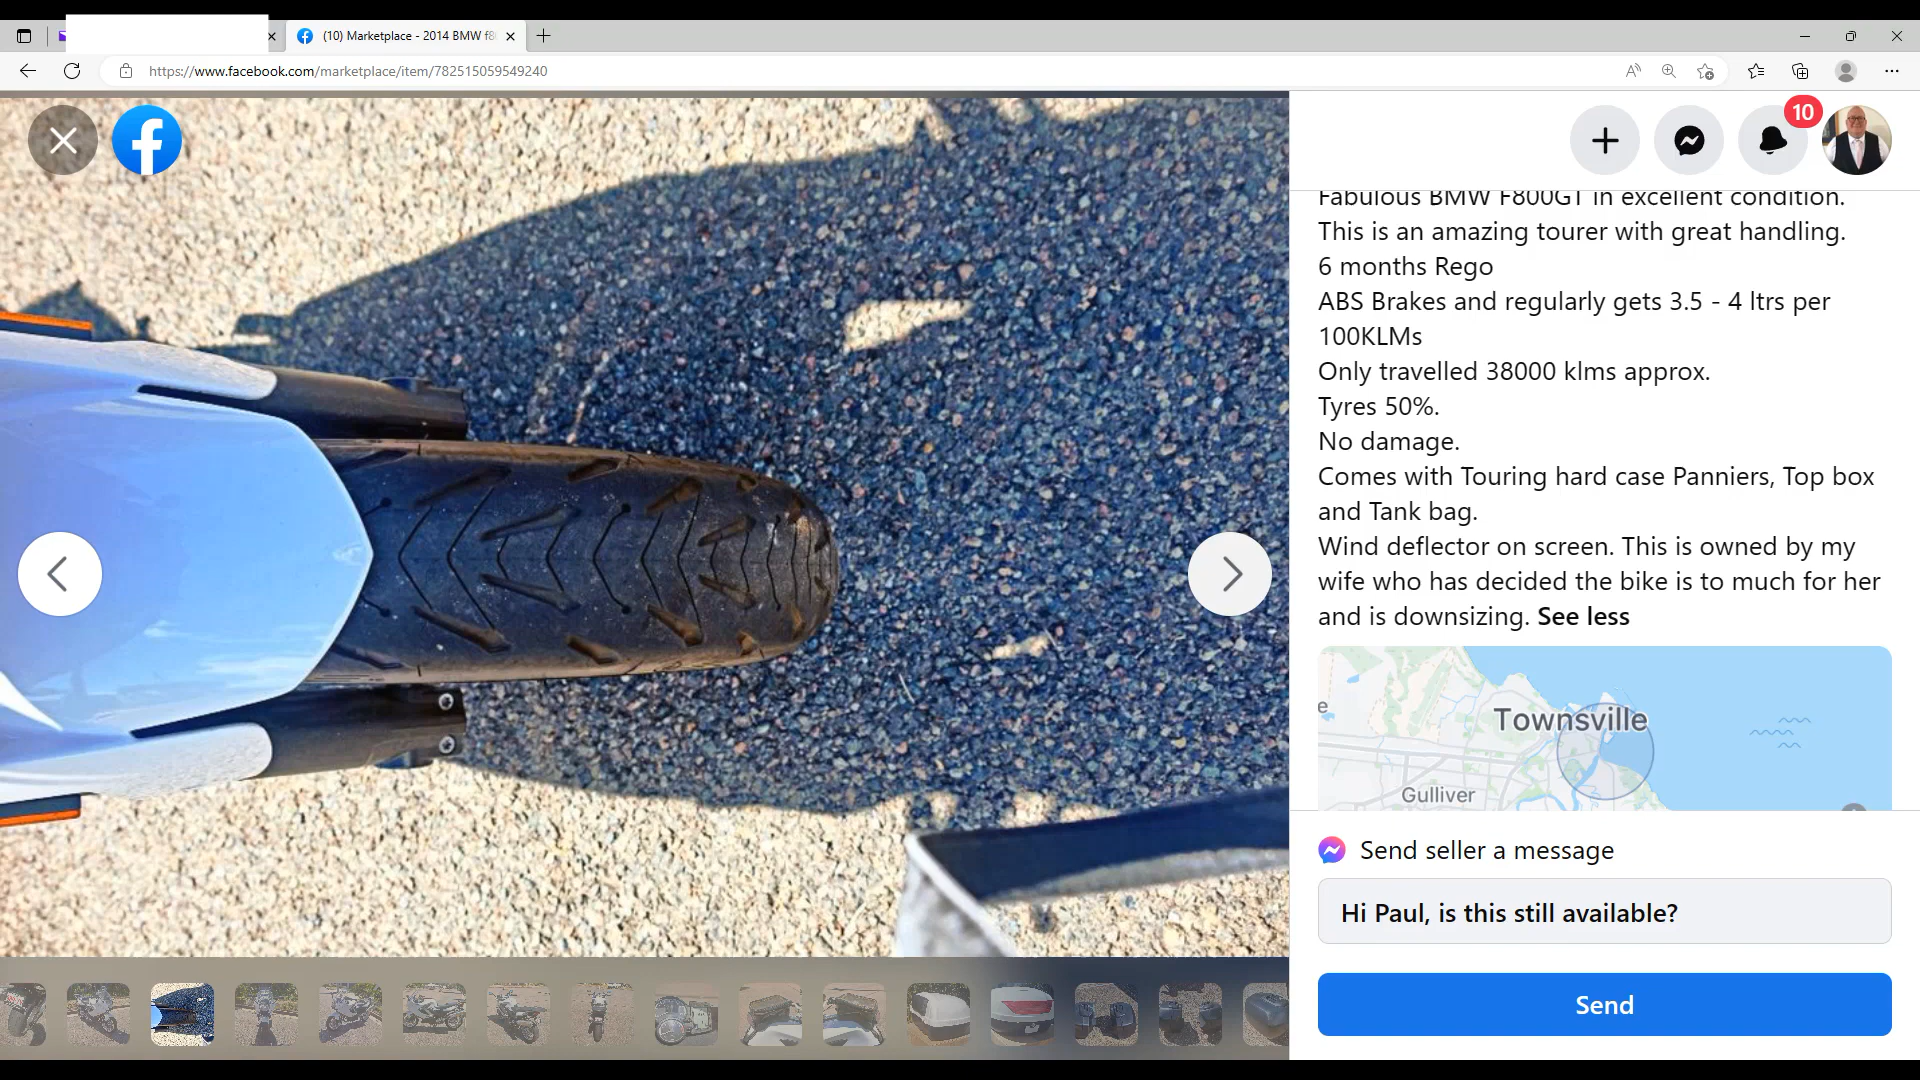 (10) Marketplace - 2014 BMW f8
https://www.facebook.com/marketplace/item/782515059549240
10
Fabulous BMW F800GT in excellent condition.
This is an amazing tourer with great handling.
6 months Rego
ABS Brakes and regularly gets 3.5 - 4 ltrs per
100KLMs
Only travelled 38000 klms approx.
Tyres 50%.
No damage.
Comes with Touring hard case Panniers, Top box
and Tank bag.
Wind deflector on screen. This is owned by my
wife who has decided the bike is to much for her
and is downsizing. See less
e
Townsville
Gulliver
Send seller a message
Hi Paul, is this still available?
Send